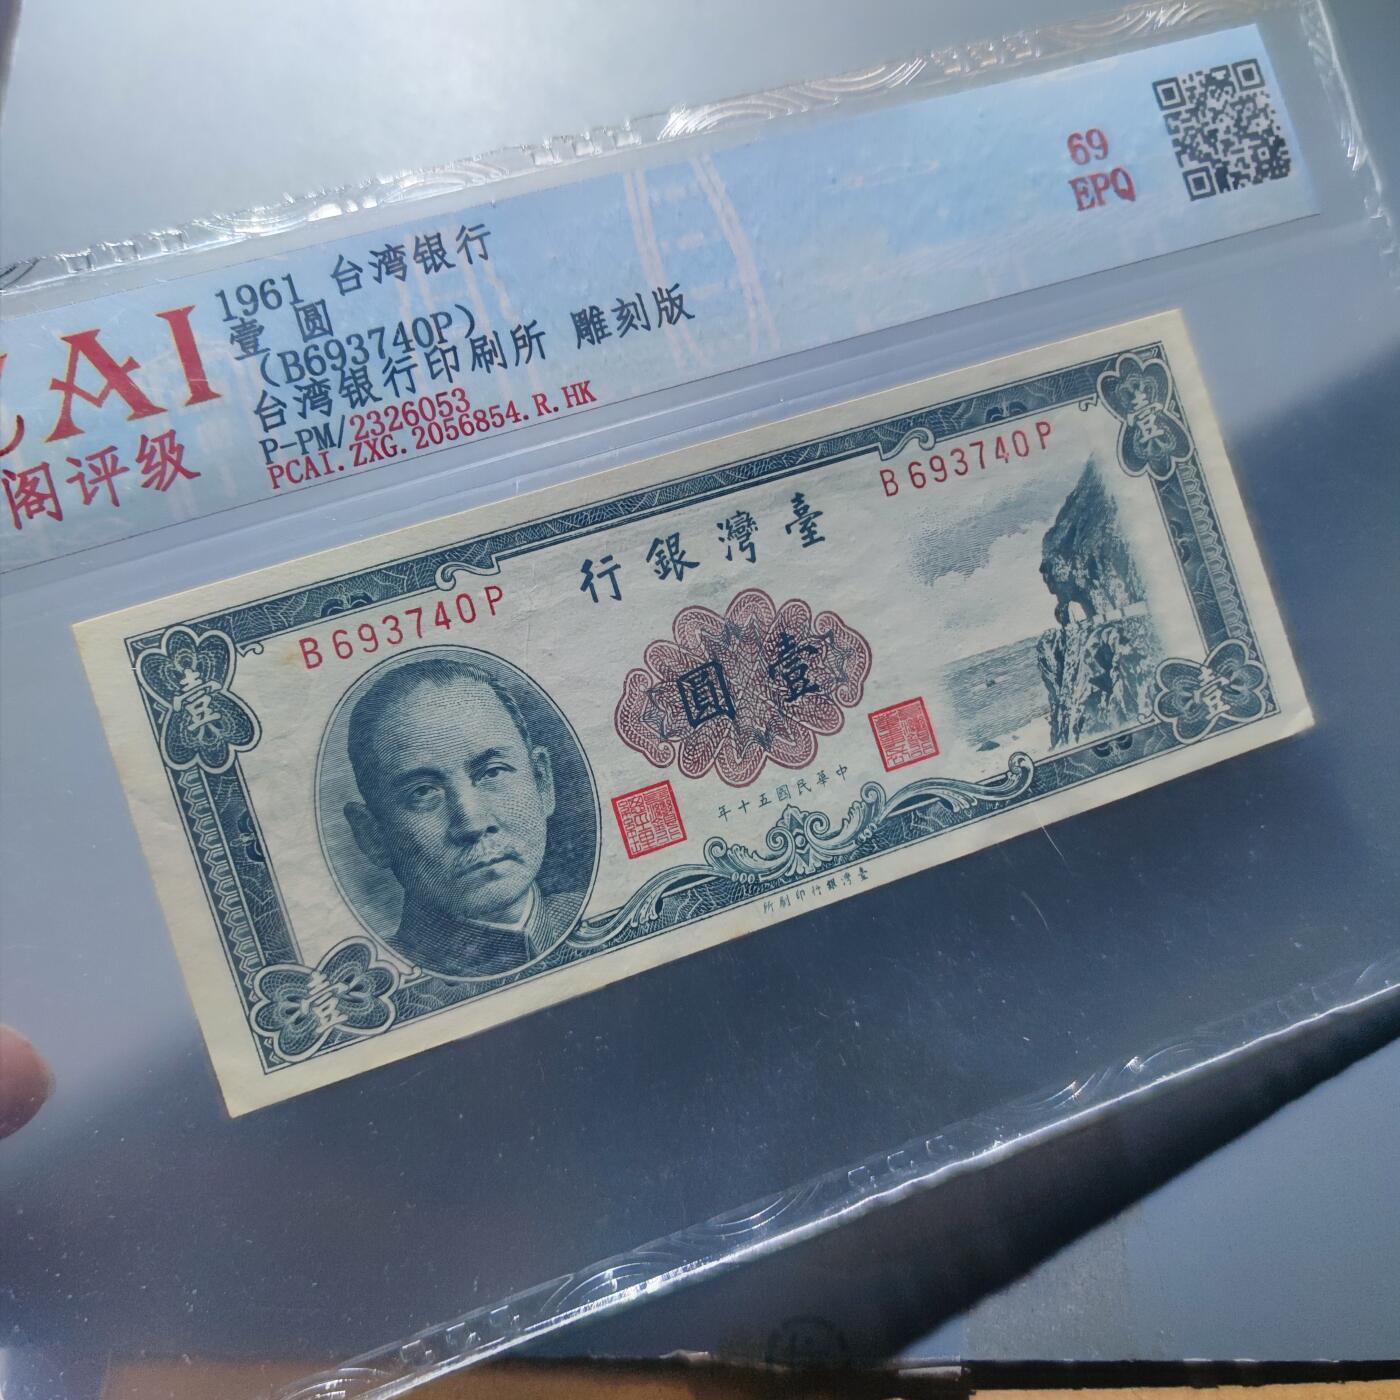 1961 台湾银行
壹 圆
(B693740P)
台湾银行印刷所 雕刻版
P-PM/2326053
PCAI.ZXG.2056854.R.HK
69
EPQ
CAI
阁评级
B693740P
行銀灣臺
B693740P
壹
壹
圓壹
年十五國民華中
壹
壹
所刷印行銀灣臺